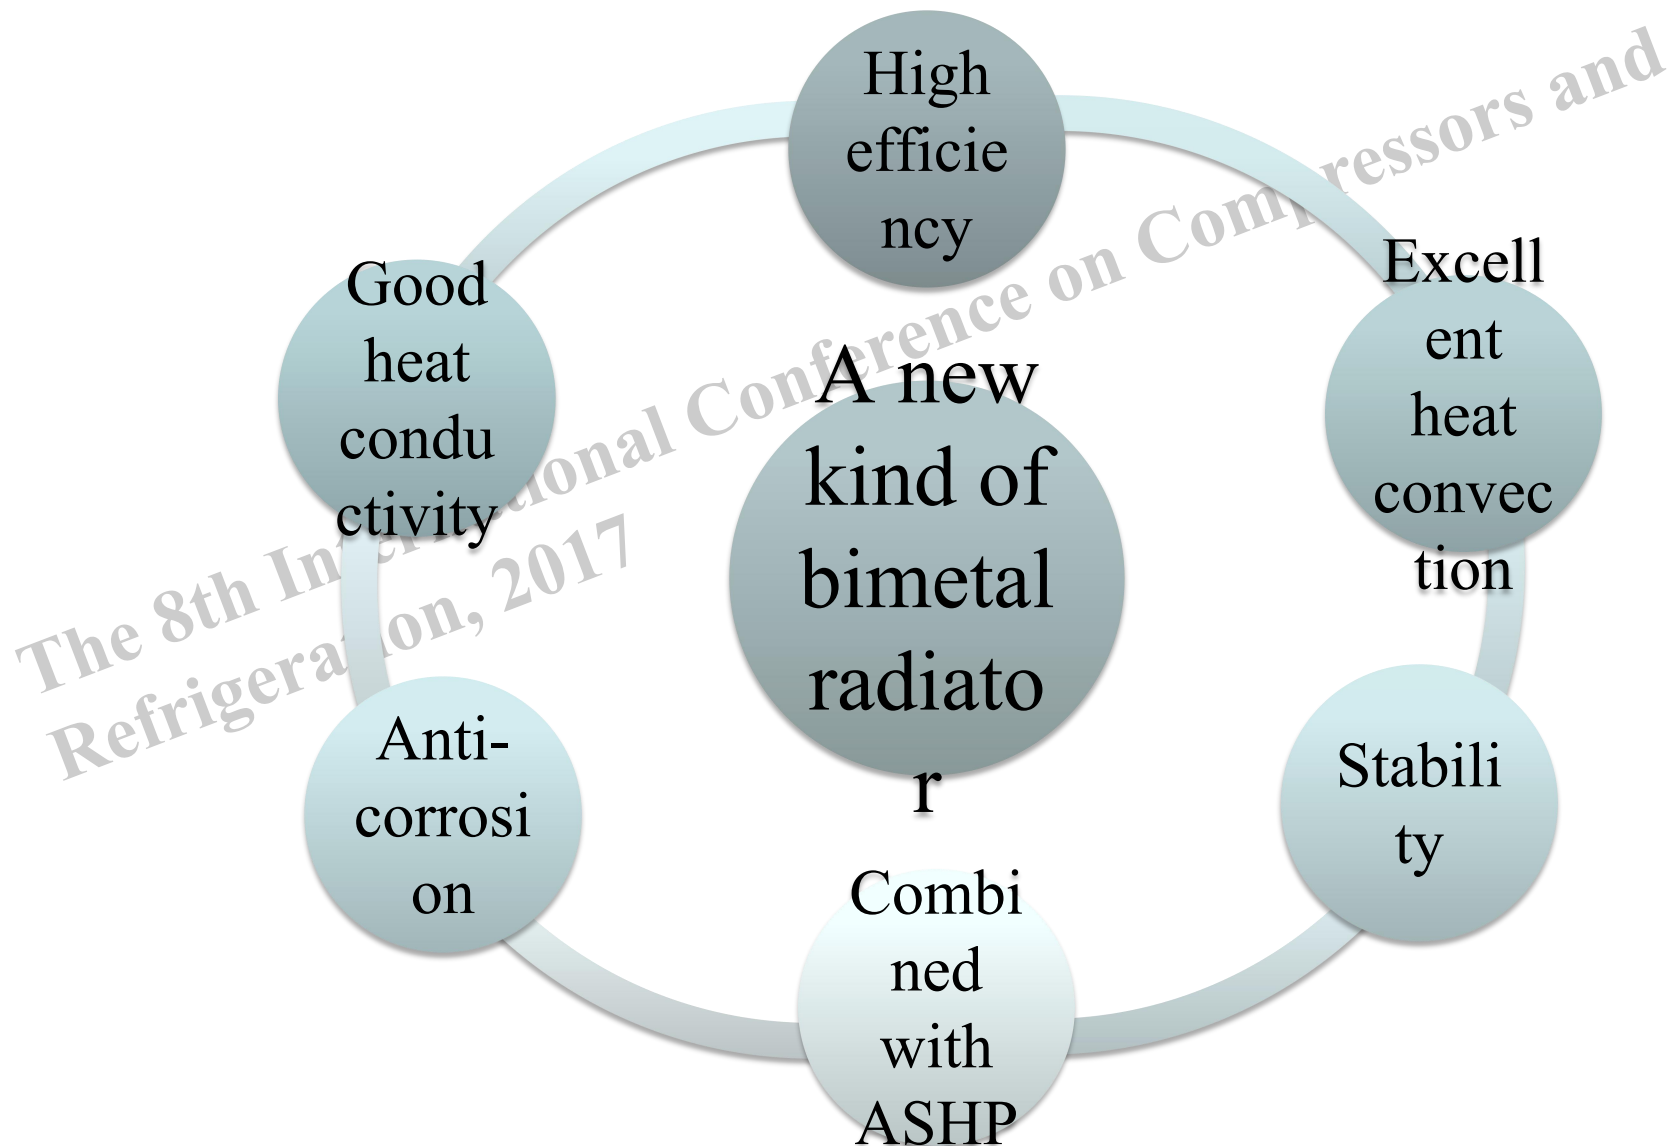 High
efficie
ncy
Excell
ent
heat
convec
tion
Stabili
ty
Combi
ned
with
ASHP
Anti-
corrosi
on
Good
heat
condu
ctivity
A new
kind of
bimetal
radiato
r
The 8th International Conference on Compressors and
Refrigeration, 2017